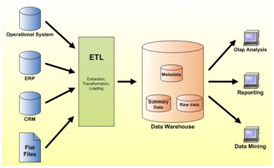 Operational System
ERP
CRM
Flat
Files
ETL
Extraction,
Transformation,
Loading
Metadata
Summary
Data
Raw data
Data Warehouse
Olap Analysis
Reporting
Data Mining